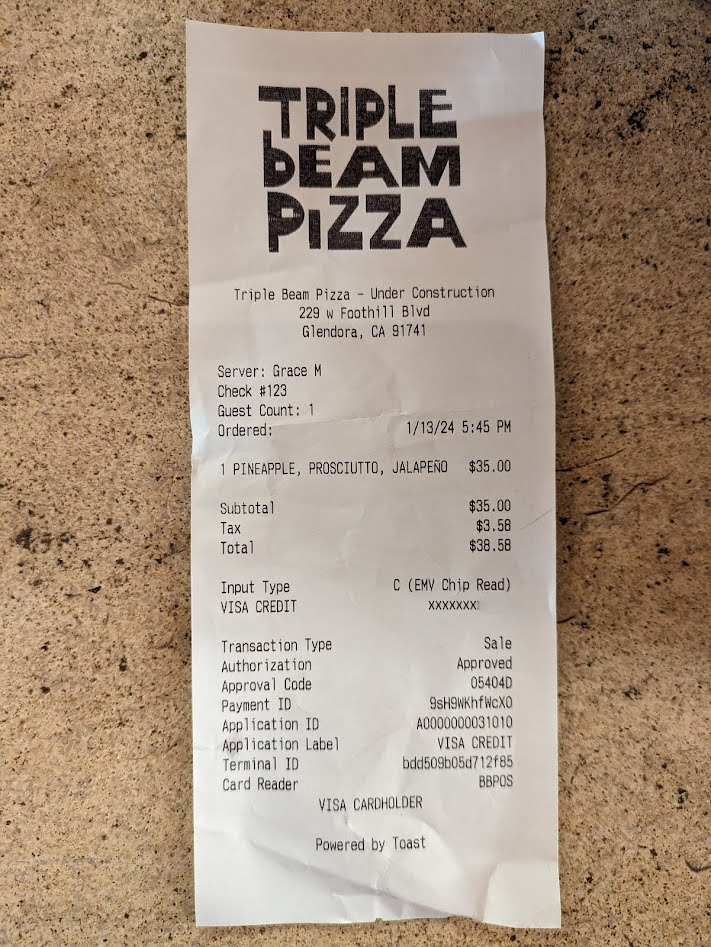 TRIPLE
bEAM
PiZZA
Triple Beam Pizza - Under Construction
229 w Foothill Blvd
Glendora, CA 91741
Server: Grace M
Check #123
Guest Count: 1
Ordered: 1/13/24 5:45 PM
1 PINEAPPLE, PROSCIUTTO, JALAPEÑO $35.00
Subtotal $35.00
Tax $3.58
Total $38.58
Input Type C (EMV Chip Read)
VISA CREDIT xxxxxxx
Transaction Type Sale
Authorization Approved
Approval Code 05404D
Payment ID 9sH9WKhfWcX0
Application ID A0000000031010
Application Label VISA CREDIT
Terminal ID bdd509b05d712f85
Card Reader BBPOS
VISA CARDHOLDER
Powered by Toast